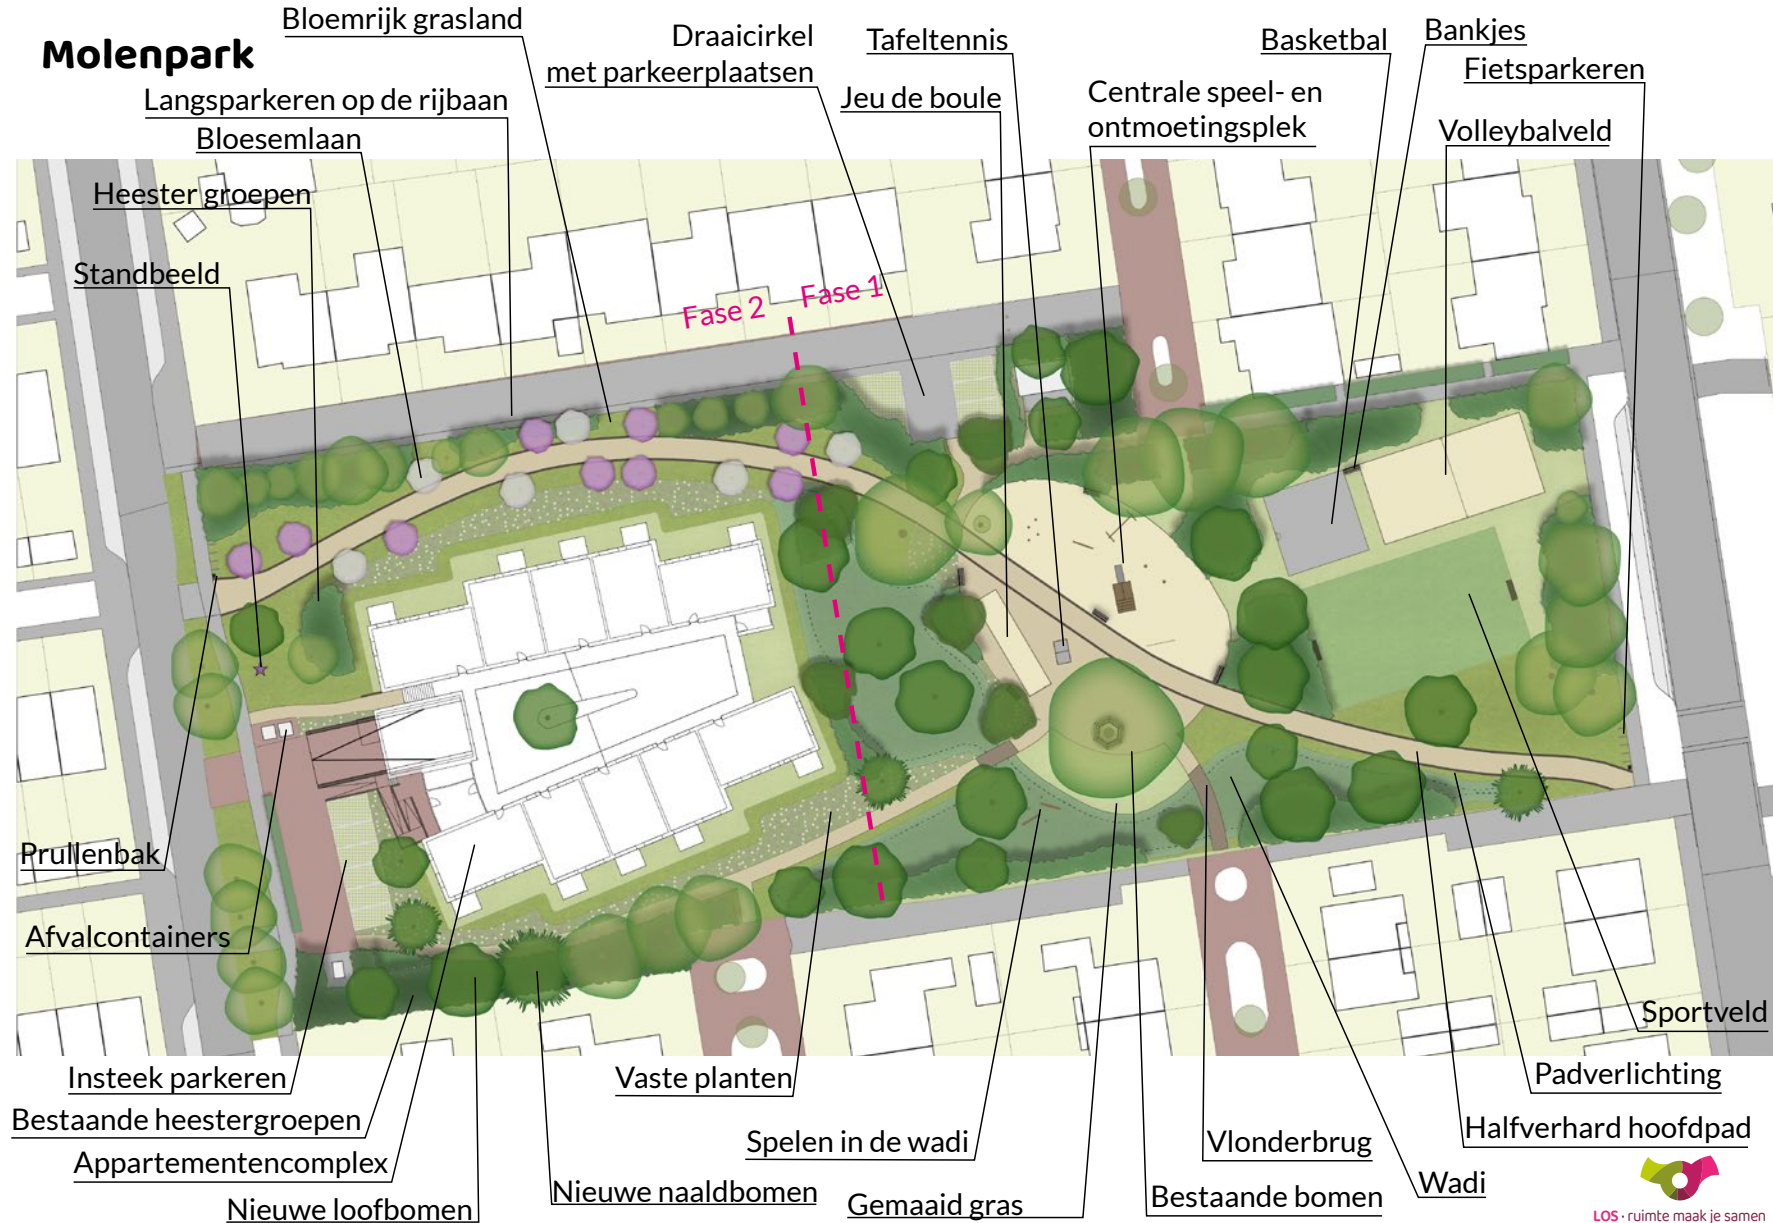 Molenpark
Bloemrijk grasland
Langsparkeren op de rijbaan
Bloesemlaan
Heester groepen
Standbeeld
Draaicirkel
met parkeerplaatsen
Tafeltennis
Jeu de boule
Centrale speel- en
ontmoetingsplek
Basketbal
Bankjes
Fietsparkeren
Volleybalveld
Fase 2
Fase 1
Prullenbak
Afvalcontainers
Insteek parkeren
Bestaande heestergroepen
Appartementencomplex
Nieuwe loofbomen
Vaste planten
Nieuwe naaldbomen
Spelen in de wadi
Gemaaid gras
Vlonderbrug
Bestaande bomen
Wadi
Sportveld
Padverlichting
Halfverhard hoofdpad
LOS · ruimte maak je samen